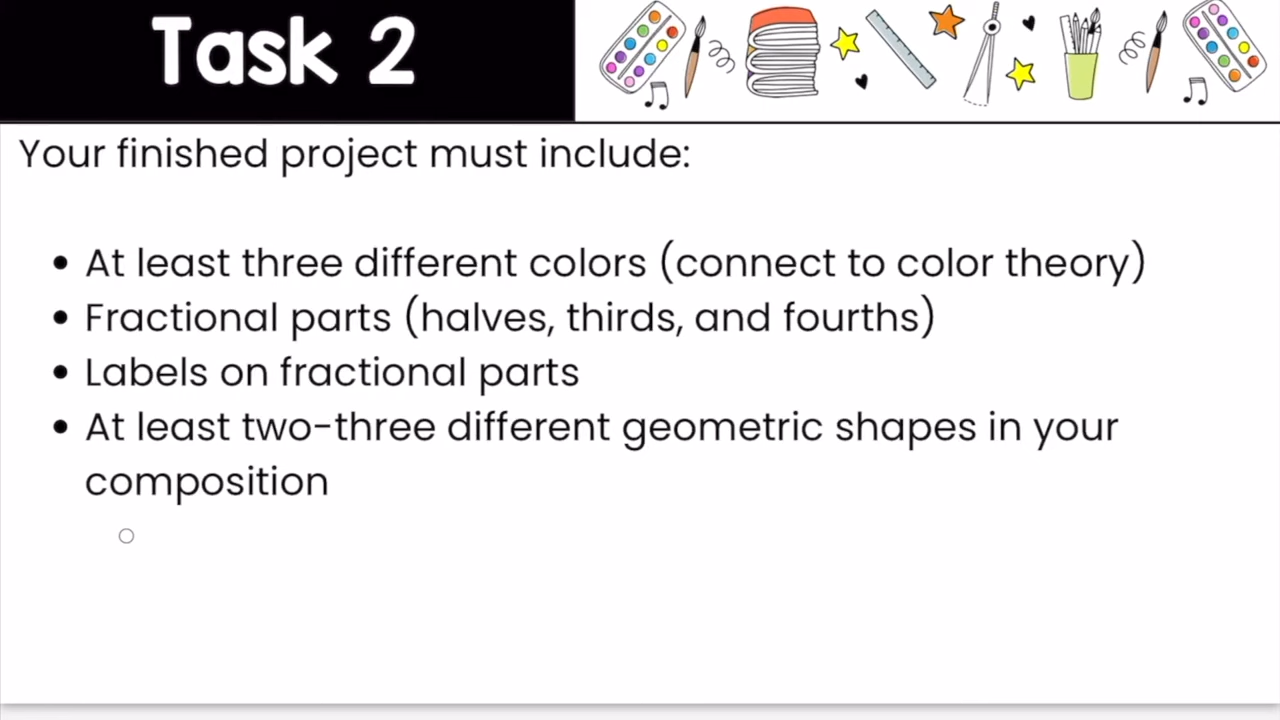 Task 2
Your finished project must include:
• At least three different colors (connect to color theory)
• Fractional parts (halves, thirds, and fourths)
• Labels on fractional parts
• At least two-three different geometric shapes in your
composition